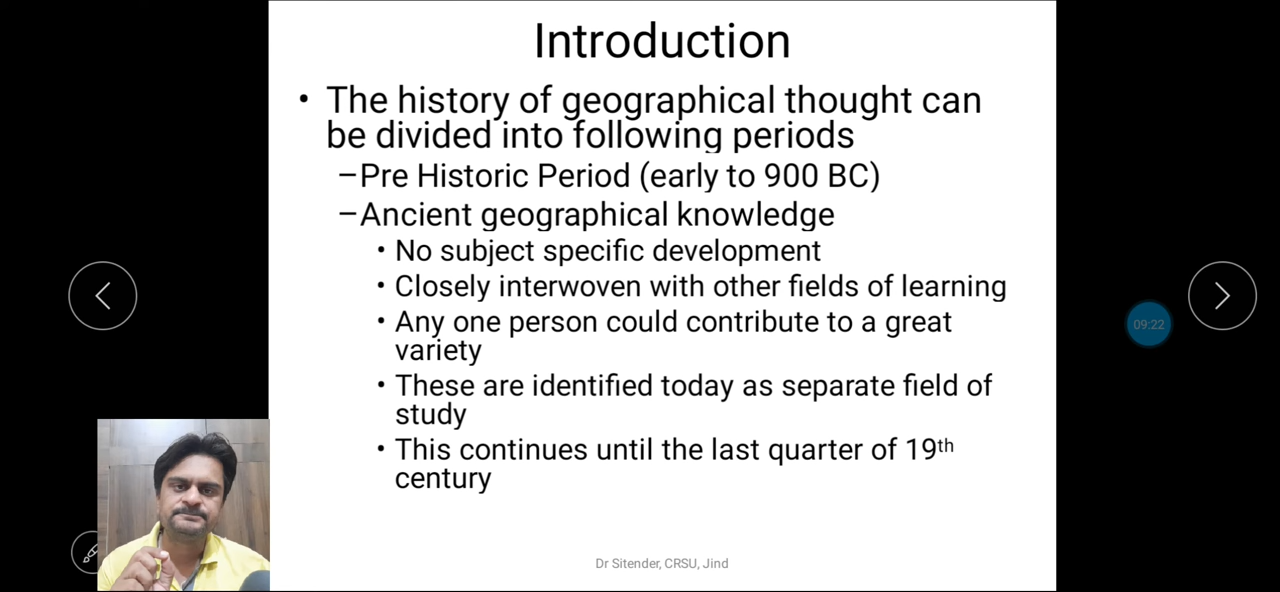 Introduction
• The history of geographical thought can
be divided into following periods
–Pre Historic Period (early to 900 BC)
–Ancient geographical knowledge
• No subject specific development
• Closely interwoven with other fields of learning
• Any one person could contribute to a great
variety
• These are identified today as separate field of
study
• This continues until the last quarter of 19th
century
09:22
Dr Sitender, CRSU, Jind